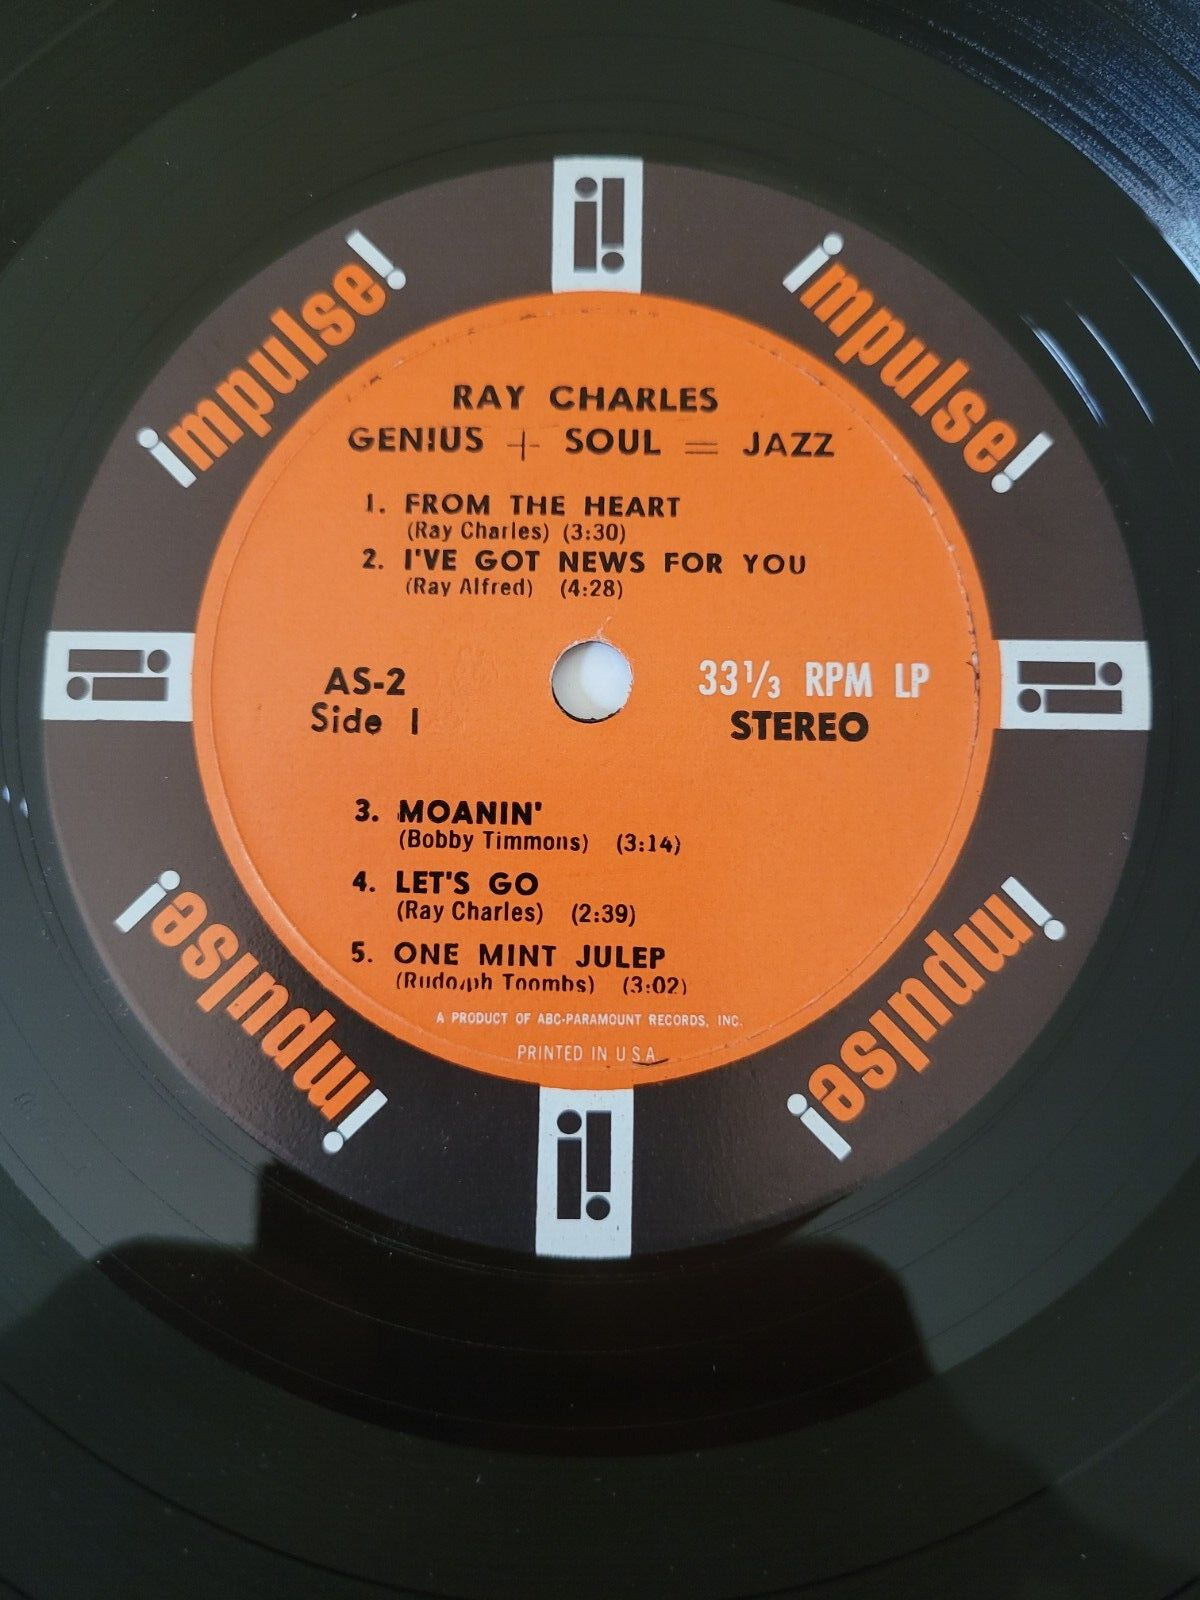 impulse!
impulse!
RAY CHARLES
GENIUS + SOUL = JAZZ
1. FROM THE HEART
(Ray Charles) (3:30)
2. I'VE GOT NEWS FOR YOU
(Ray Alfred) (4:28)
AS-2
Side 1
33⅓ RPM LP
STEREO
3. MOANIN'
(Bobby Timmons) (3:14)
4. LET'S GO
(Ray Charles) (2:39)
5. ONE MINT JULEP
(Rudolph Toombs) (3:02)
A PRODUCT OF ABC-PARAMOUNT RECORDS, INC.
PRINTED IN U.S.A.
impulse!
impulse!